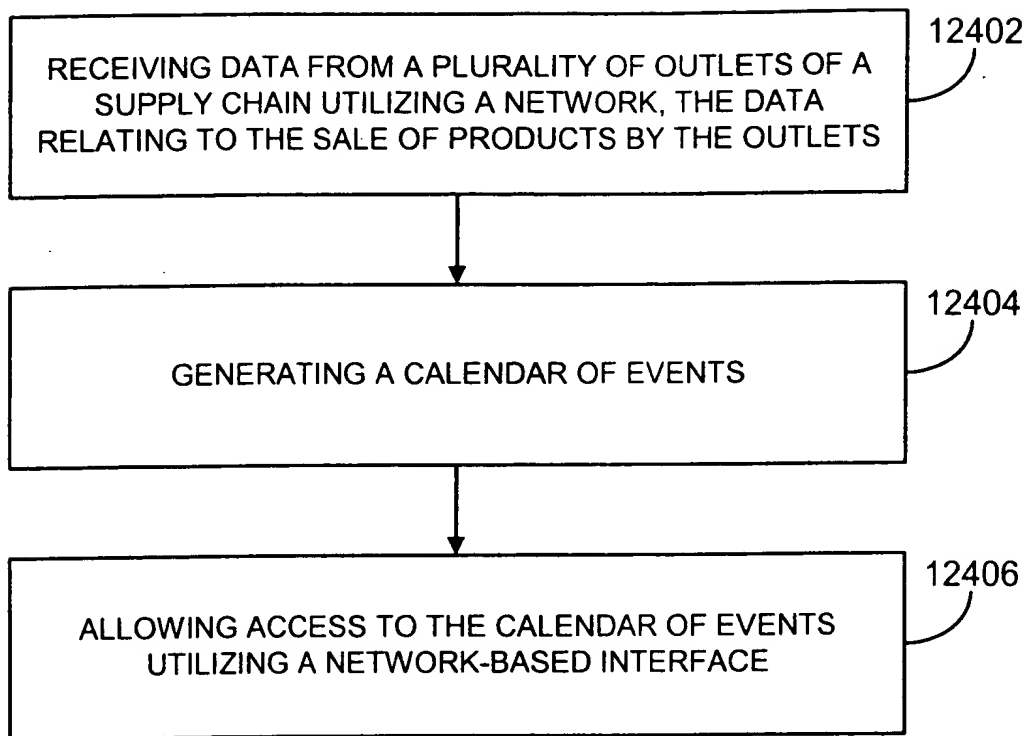 12402
RECEIVING DATA FROM A PLURALITY OF OUTLETS OF A
SUPPLY CHAIN UTILIZING A NETWORK, THE DATA
RELATING TO THE SALE OF PRODUCTS BY THE OUTLETS
12404
GENERATING A CALENDAR OF EVENTS
12406
ALLOWING ACCESS TO THE CALENDAR OF EVENTS
UTILIZING A NETWORK-BASED INTERFACE